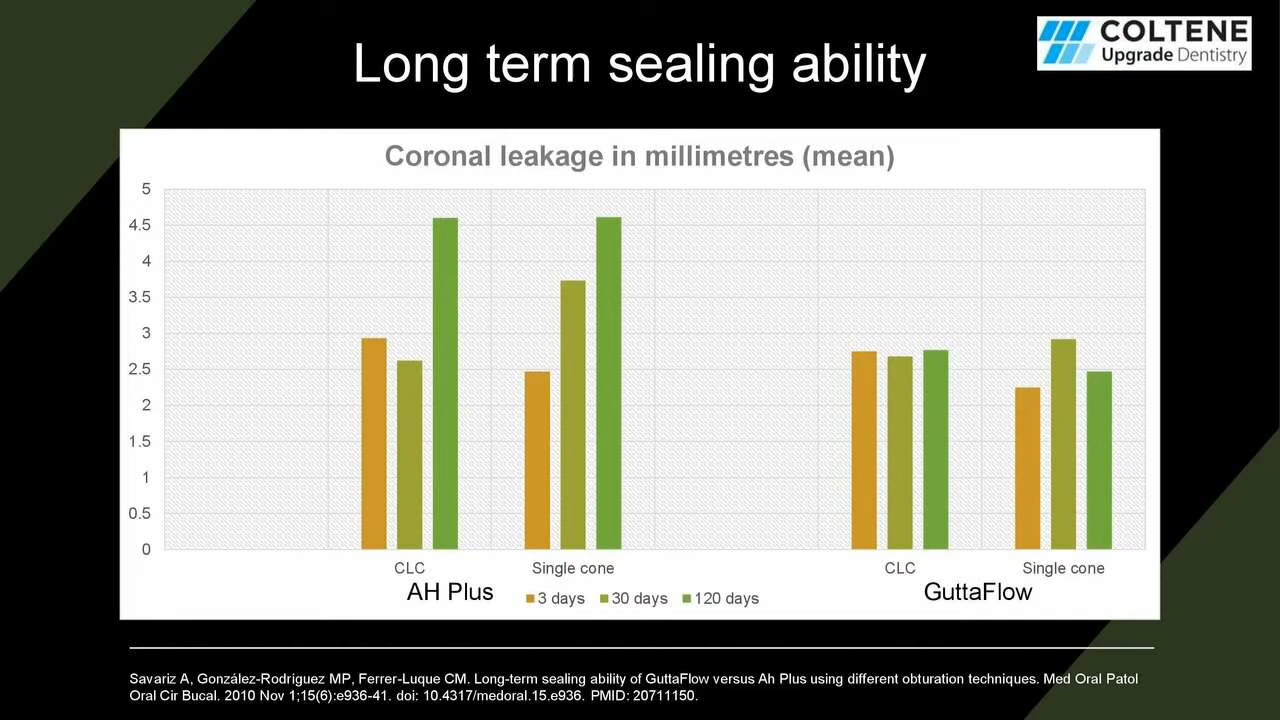 COLTENE
Upgrade Dentistry
Long term sealing ability
Coronal leakage in millimetres (mean)
5
4.5
4
3.5
3
2.5
2
1.5
1
0.5
0
CLC
Single cone
CLC
Single cone
AH Plus
3 days
30 days
120 days
GuttaFlow
Savariz A, González-Rodríguez MP, Ferrer-Luque CM. Long-term sealing ability of GuttaFlow versus Ah Plus using different obturation techniques. Med Oral Patol
Oral Cir Bucal. 2010 Nov 1;15(6):e936-41. doi: 10.4317/medoral.15.e936. PMID: 20711150.